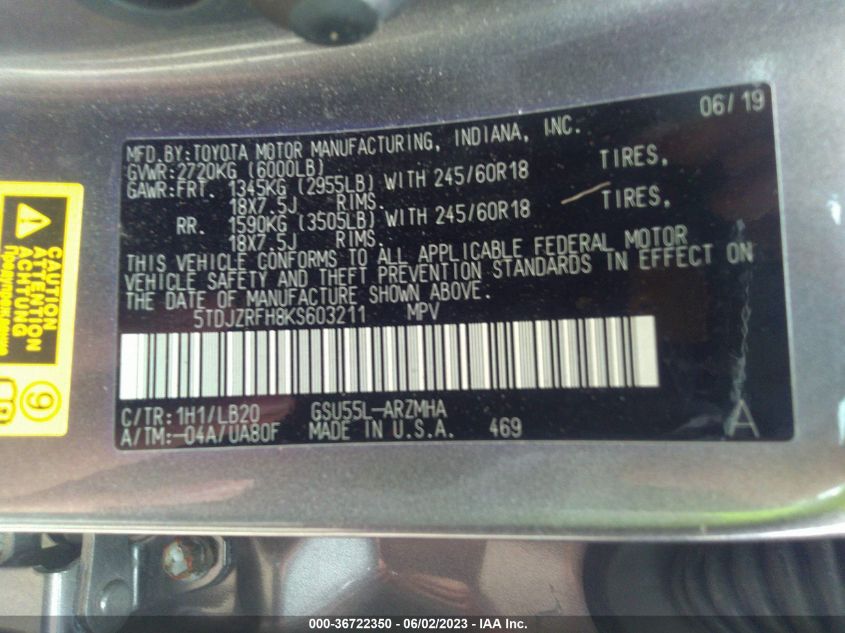 06/19
MFD.BY:TOYOTA MOTOR MANUFACTURING, INDIANA, INC.
GVWR:2720KG (6000LB)
GAWR:FRT. 1345KG (2955LB) WITH 245/60R18 TIRES,
18X7.5J RIMS.
RR. 1590KG (3505LB) WITH 245/60R18 TIRES,
18X7.5J RIMS.
THIS VEHICLE CONFORMS TO ALL APPLICABLE FEDERAL MOTOR
VEHICLE SAFETY AND THEFT PREVENTION STANDARDS IN EFFECT ON
THE DATE OF MANUFACTURE SHOWN ABOVE.
5TDJZRFH8KS603211 MPV
C/TR:1H1/LB20 GSU55L-ARZMHA
A/TM:-04A/UA80F MADE IN U.S.A. 469
A
CAUTION
ATTENTION
ACHTUNG
9
000-36722350 - 06/02/2023 - IAA Inc.